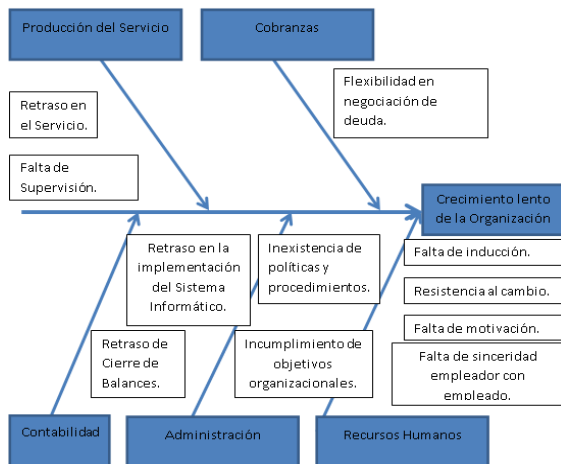 Producción del Servicio
Cobranzas
Flexibilidad en
negociación de
deuda.
Retraso en
el Servicio.
Falta de
Supervisión.
Crecimiento lento
de la Organización
Retraso en la
implementación
del Sistema
Informático.
Inexistencia de
políticas y
procedimientos.
Falta de inducción.
Resistencia al cambio.
Falta de motivación.
Falta de sinceridad
empleador con
empleado.
Retraso de
Cierre de
Balances.
Incumplimiento de
objetivos
organizacionales.
Contabilidad
Administración
Recursos Humanos